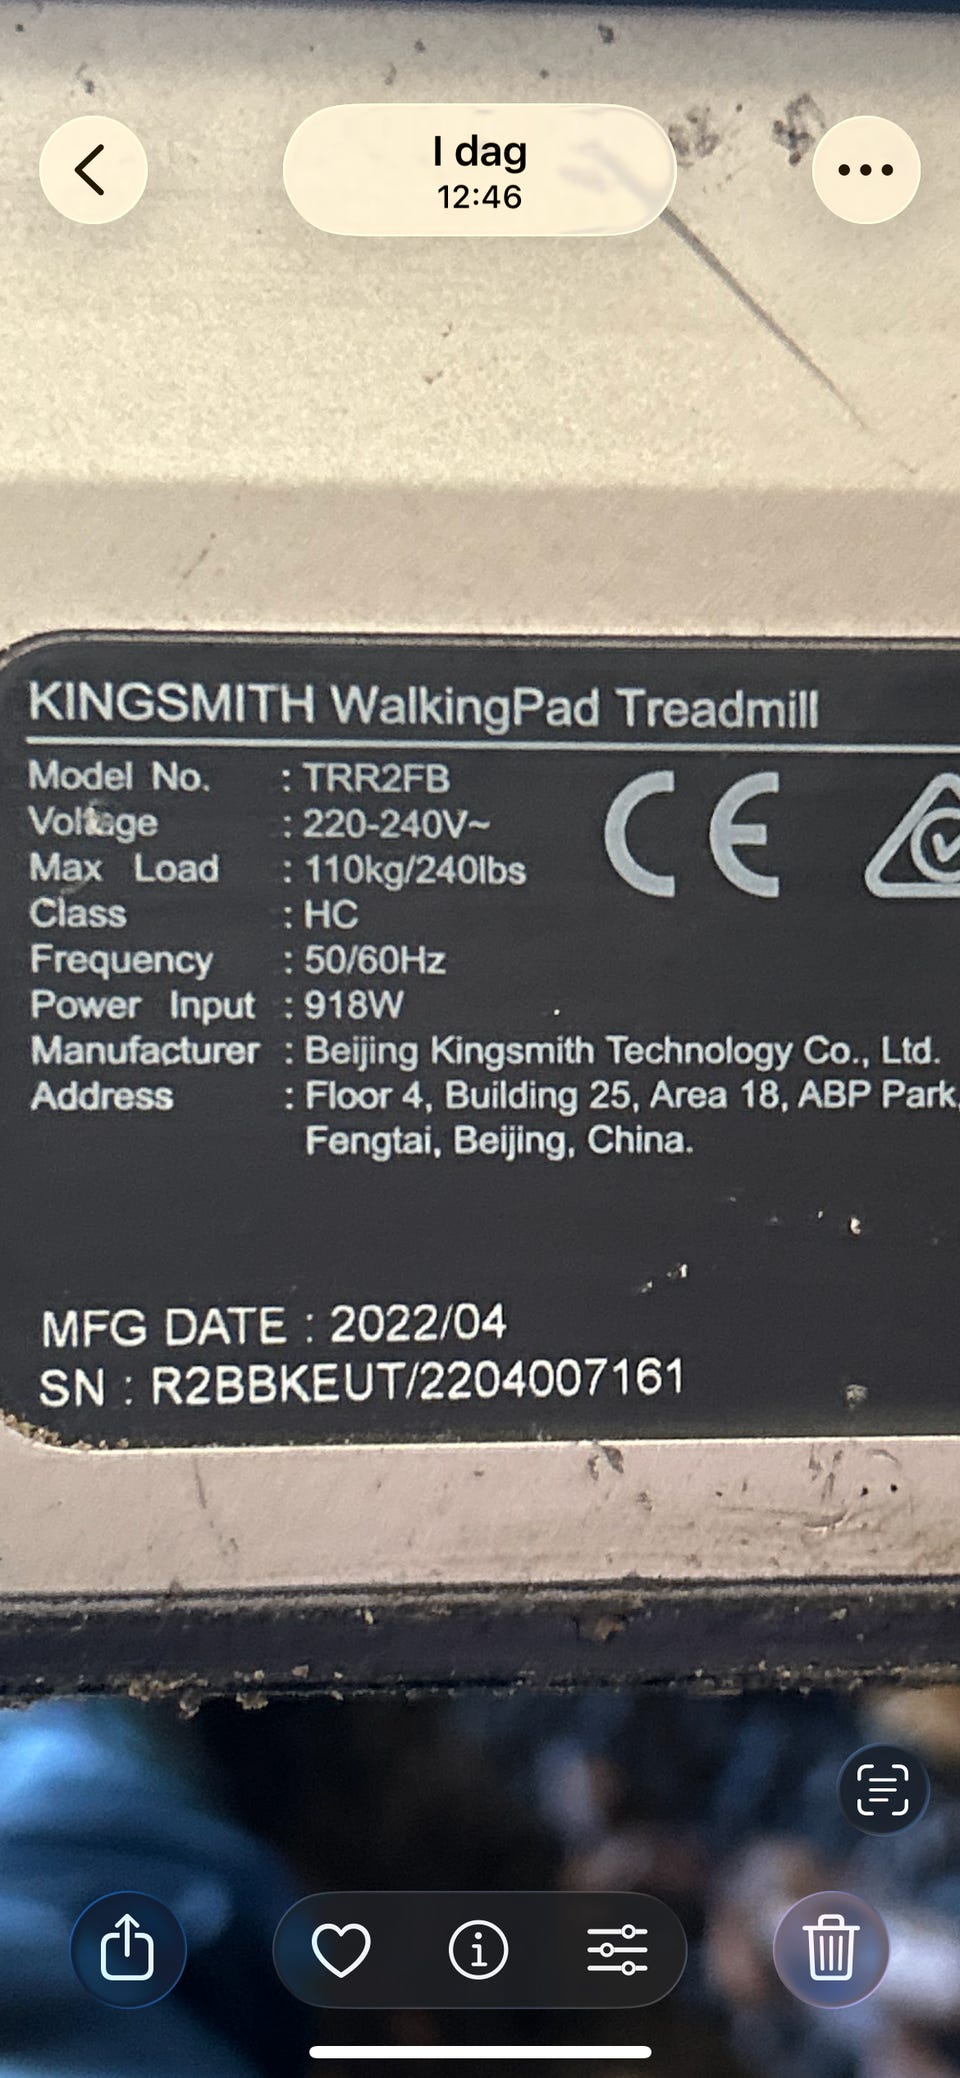 I dag
12:46
KINGSMITH WalkingPad Treadmill
Model No. : TRR2FB
Voltage : 220-240V~
Max Load : 110kg/240lbs
Class : HC
Frequency : 50/60Hz
Power Input : 918W
Manufacturer : Beijing Kingsmith Technology Co., Ltd.
Address : Floor 4, Building 25, Area 18, ABP Park,
Fengtai, Beijing, China.
MFG DATE : 2022/04
SN : R2BBKEUT/2204007161